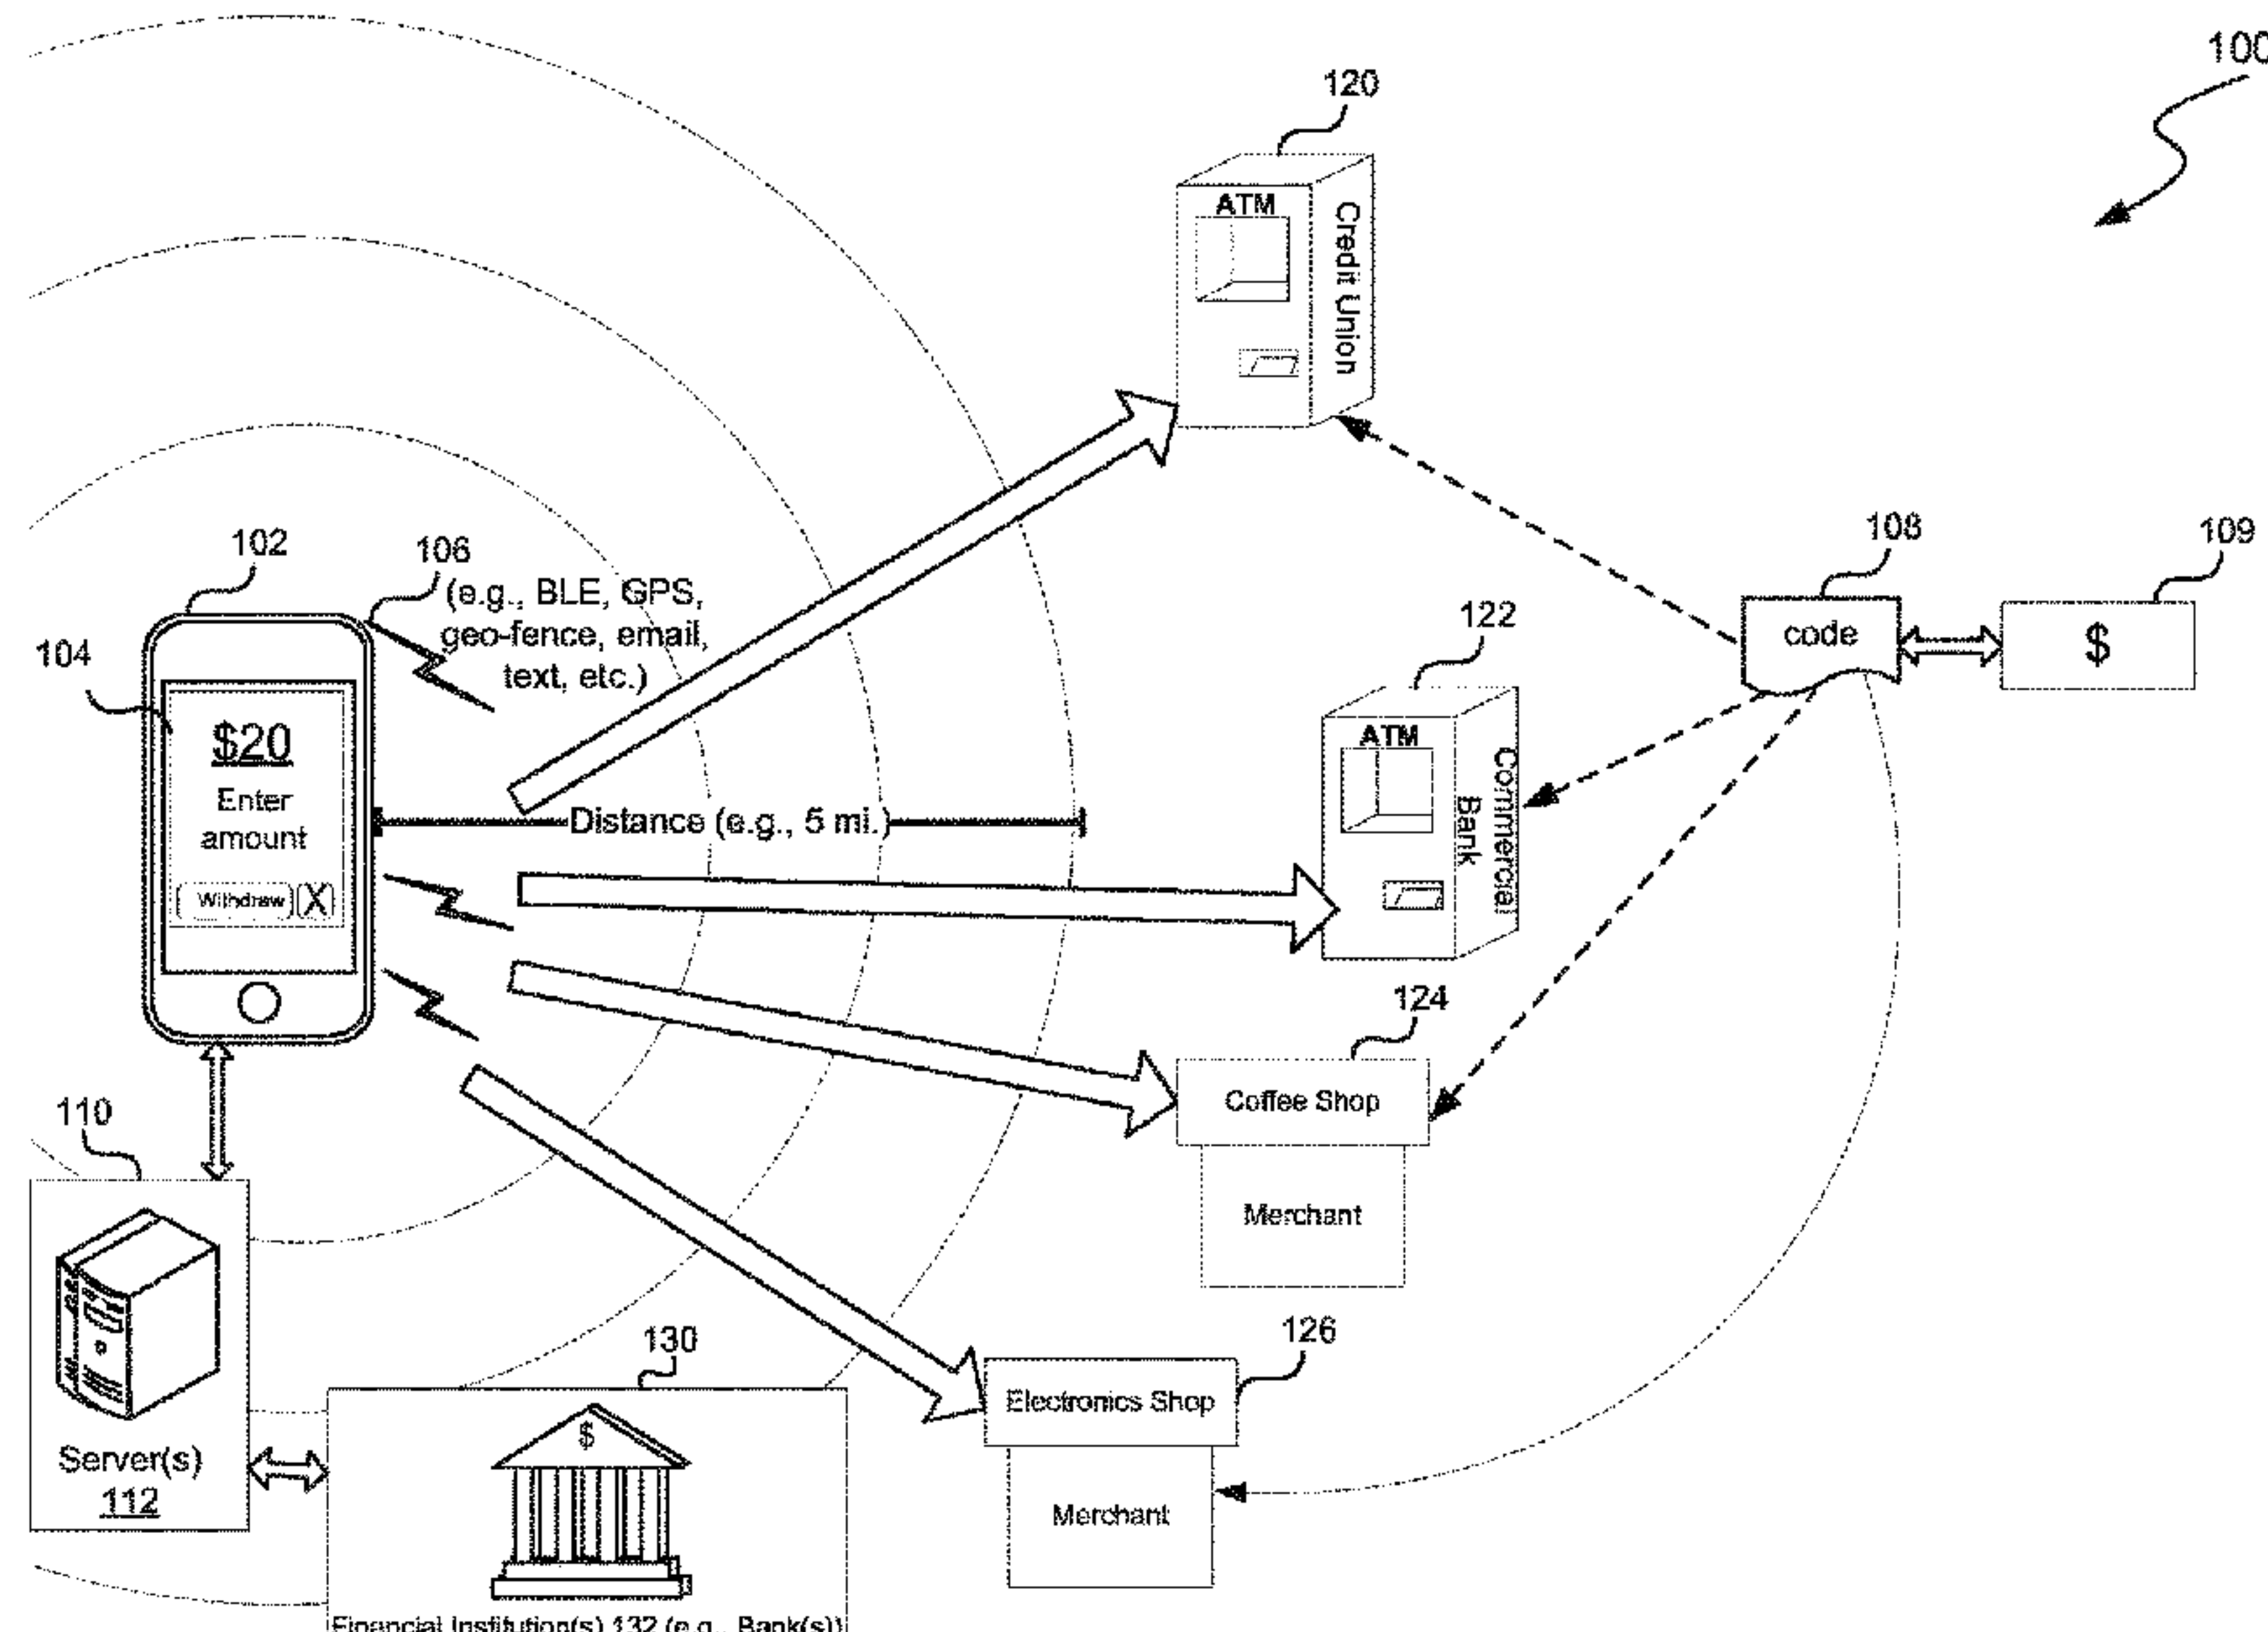 100
120
ATM
Credit Union
102
106
(e.g., BLE, GPS,
geo-fence, email,
text, etc.)
104
$20
Enter
amount
Withdraw
X
Distance (e.g., 5 mi.)
108
code
109
$
122
ATM
Commercial
Bank
124
Coffee Shop
Merchant
110
Server(s)
112
130
$
Financial Institution(s) 132 (e.g., Bank(s))
126
Electronics Shop
Merchant